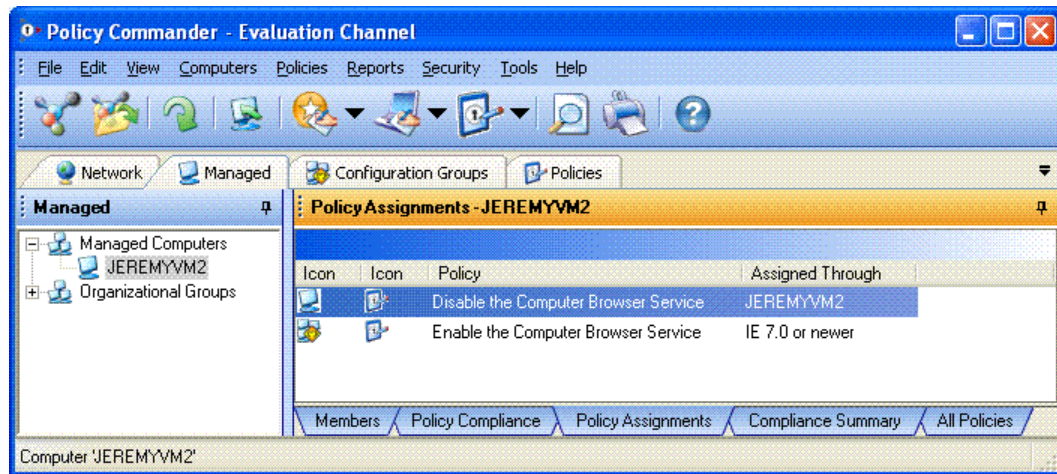 Policy Commander - Evaluation Channel
File Edit View Computers Policies Reports Security Tools Help
Network Managed Configuration Groups Policies
Managed
Policy Assignments - JEREMYVM2
Managed Computers
JEREMYVM2
Organizational Groups
Icon Icon Policy Assigned Through
Disable the Computer Browser Service JEREMYVM2
Enable the Computer Browser Service IE 7.0 or newer
Members Policy Compliance Policy Assignments Compliance Summary All Policies
Computer 'JEREMYVM2'